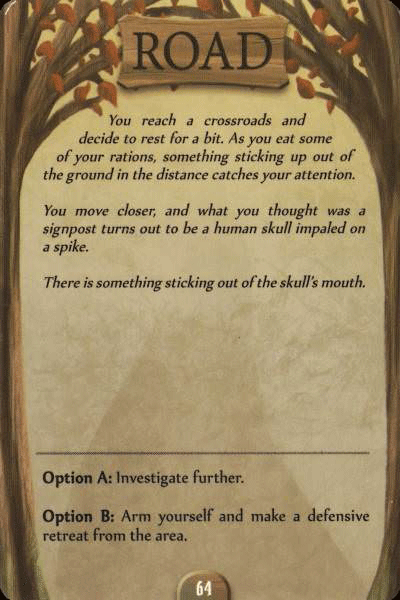 ROAD
You reach a crossroads and
decide to rest for a bit. As you eat some
of your rations, something sticking up out of
the ground in the distance catches your attention.
You move closer, and what you thought was a
signpost turns out to be a human skull impaled on
a spike.
There is something sticking out of the skull's mouth.
Option A: Investigate further.
Option B: Arm yourself and make a defensive
retreat from the area.
64